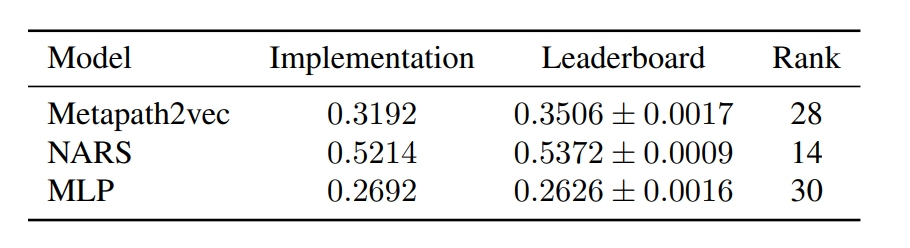 Model Implementation Leaderboard Rank
Metapath2vec 0.3192 0.3506 ± 0.0017 28
NARS 0.5214 0.5372 ± 0.0009 14
MLP 0.2692 0.2626 ± 0.0016 30